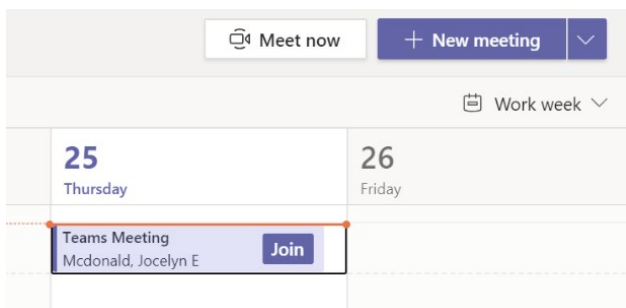 Meet now
+ New meeting
Work week
25
Thursday
26
Friday
Teams Meeting
Mcdonald, Jocelyn E
Join